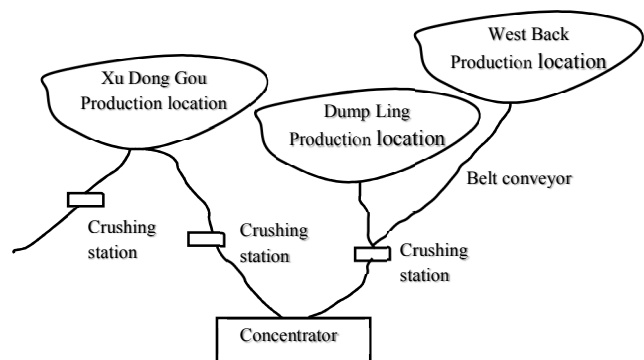 West Back
Production location
Xu Dong Gou
Production location
Dump Ling
Production location
Belt conveyor
Crushing
station
Crushing
station
Crushing
station
Concentrator